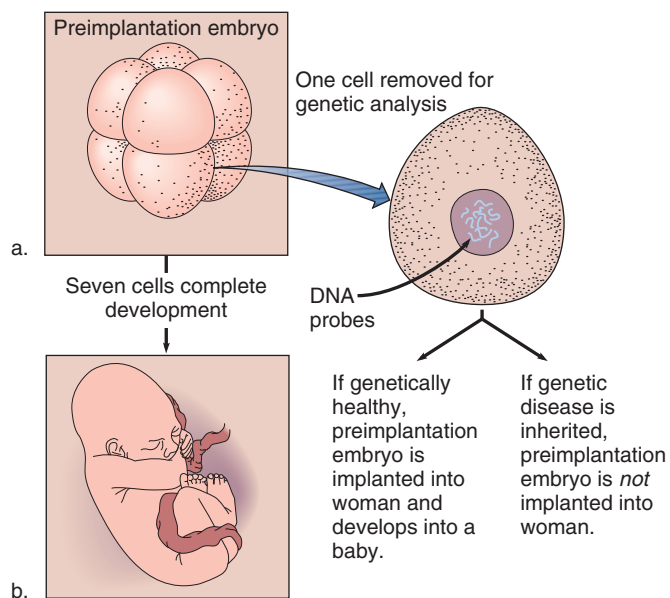 Preimplantation embryo
One cell removed for
genetic analysis
a.
Seven cells complete
development
DNA
probes
If genetically
healthy,
preimplantation
embryo is
implanted into
woman and
develops into a
baby.
If genetic
disease is
inherited,
preimplantation
embryo is not
implanted into
woman.
b.